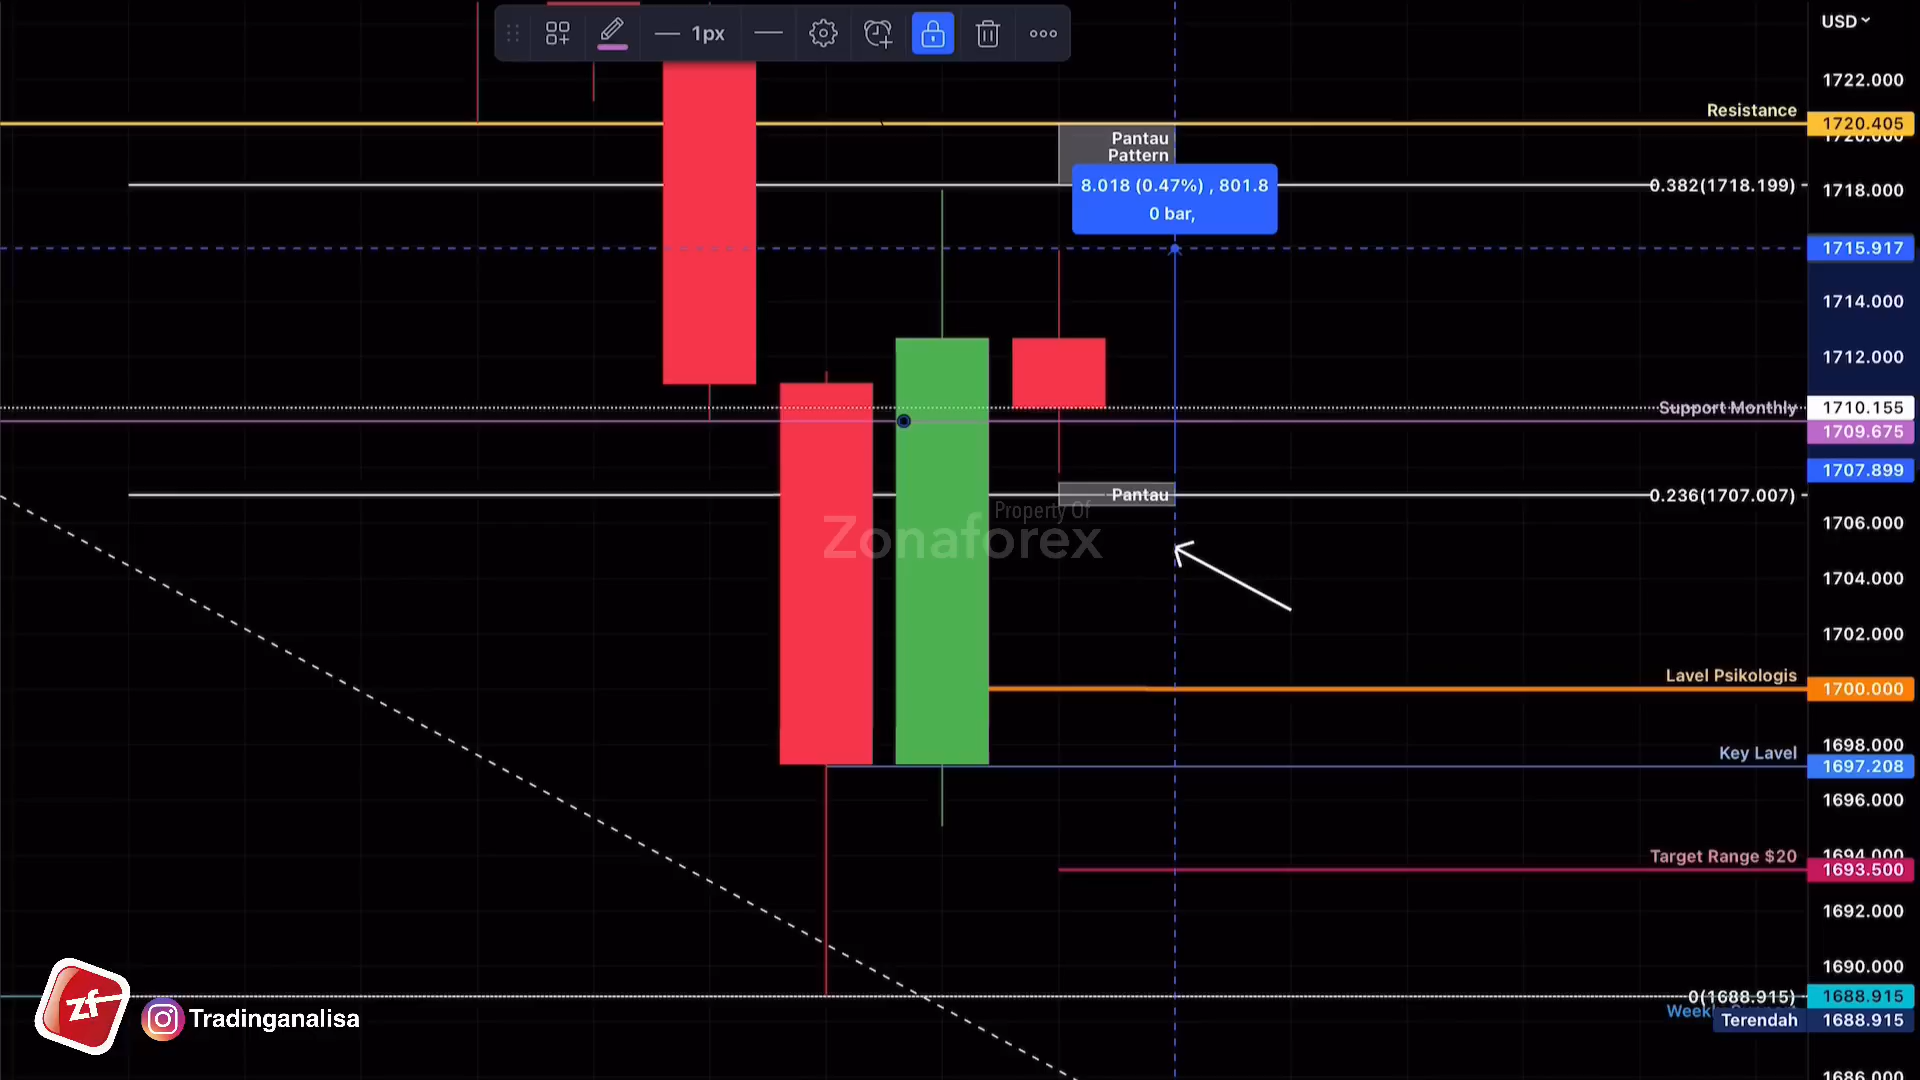 1px
USD
1722.000
Resistance
1720.405
Pantau
Pattern
8.018 (0.47%) , 801.8
0 bar,
0.382(1718.199)
1718.000
1715.917
1714.000
1712.000
Support Monthly
1710.155
1709.675
1707.899
Pantau
0.236(1707.007)
Property Of
Zonaforex
1706.000
1704.000
1702.000
Lavel Psikologis
1700.000
1698.000
Key Lavel
1697.208
1696.000
Target Range $20
1694.000
1693.500
1692.000
1690.000
0(1688.915)
1688.915
Terendah
1688.915
zf
Tradinganalisa